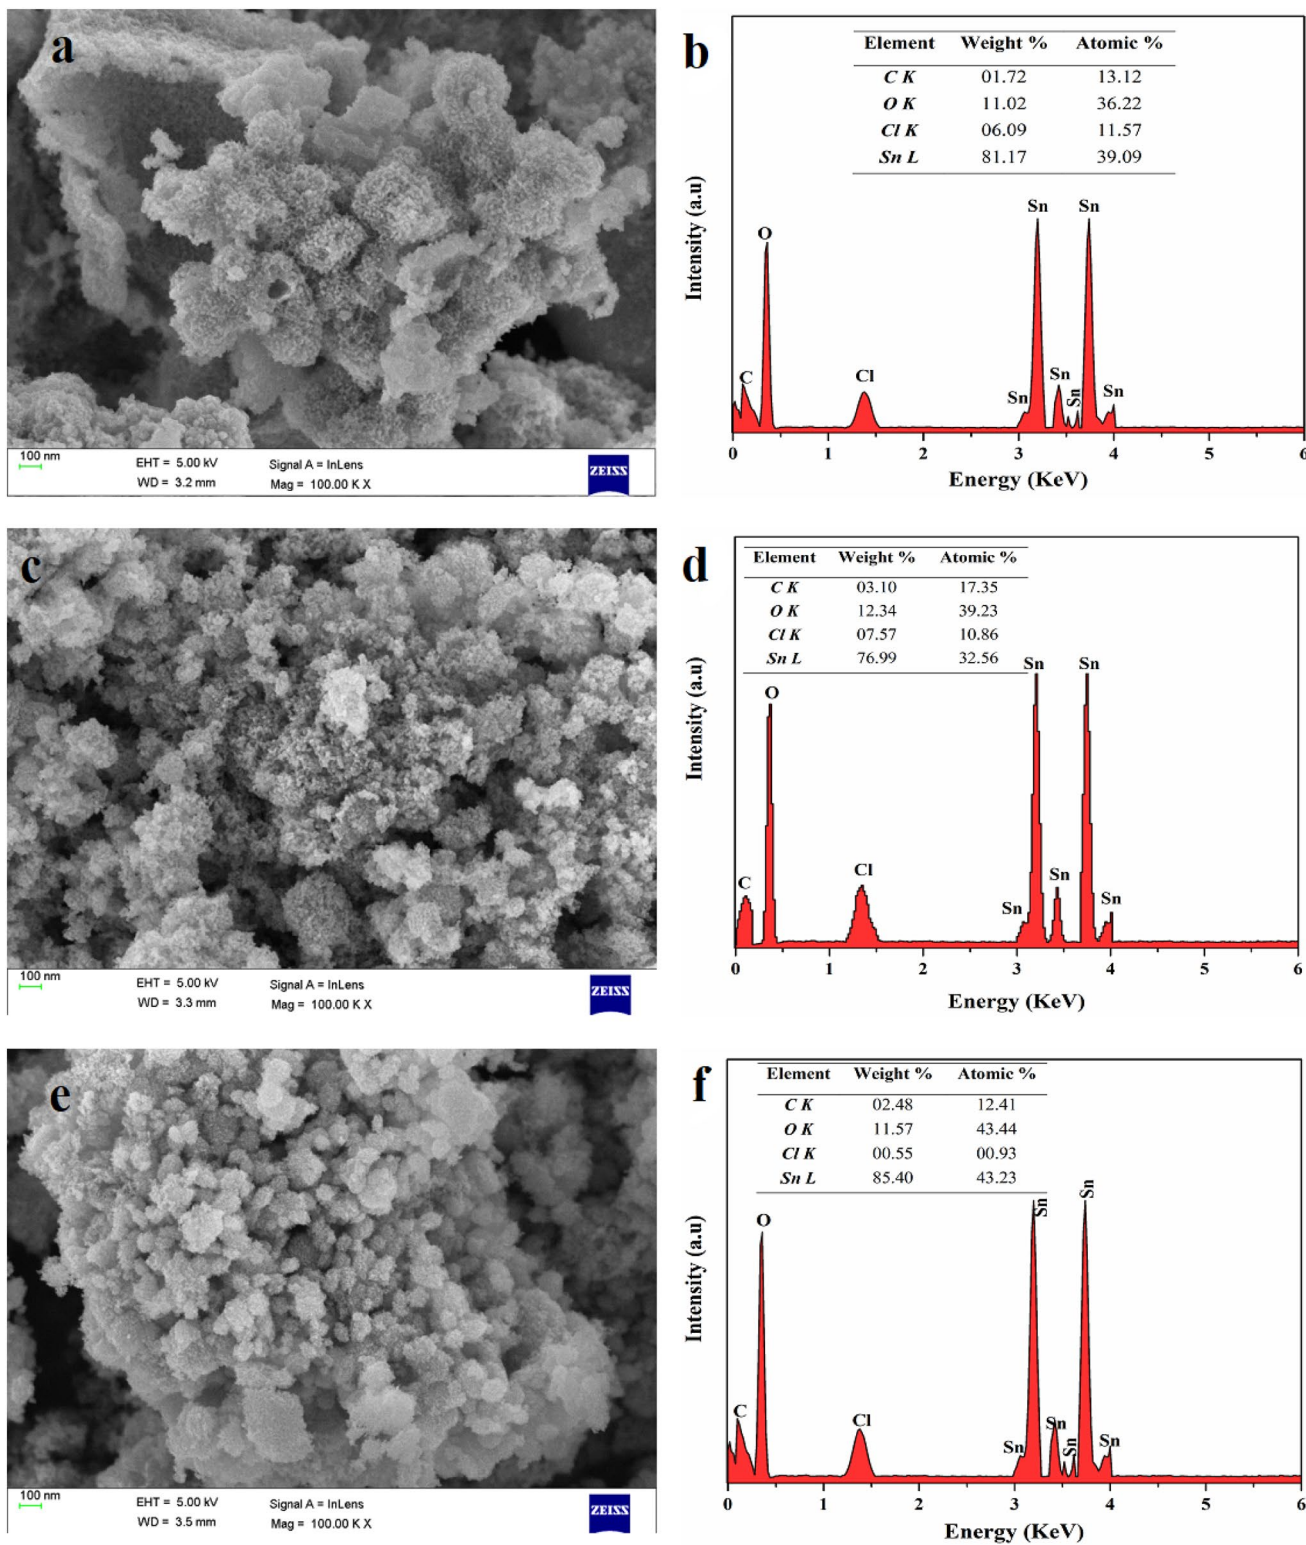 a
100 nm
EHT = 5.00 kV
Signal A = InLens
WD = 3.2 mm
Mag = 100.00 K X
ZEISS
b
Element Weight % Atomic %
C K 01.72 13.12
O K 11.02 36.22
Cl K 06.09 11.57
Sn L 81.17 39.09
Intensity (a.u)
C
O
Cl
Sn
Sn
Sn
Sn
Sn
Sn
0 1 2 3 4 5 6
Energy (KeV)
c
100 nm
EHT = 5.00 kV
Signal A = InLens
WD = 3.3 mm
Mag = 100.00 K X
ZEISS
d
Element Weight % Atomic %
C K 03.10 17.35
O K 12.34 39.23
Cl K 07.57 10.86
Sn L 76.99 32.56
Intensity (a.u)
C
O
Cl
Sn
Sn
Sn
Sn
Sn
0 1 2 3 4 5 6
Energy (KeV)
e
100 nm
EHT = 5.00 kV
Signal A = InLens
WD = 3.5 mm
Mag = 100.00 K X
ZEISS
f
Element Weight % Atomic %
C K 02.48 12.41
O K 11.57 43.44
Cl K 00.55 00.93
Sn L 85.40 43.23
Intensity (a.u)
C
O
Cl
Sn
Sn
Sn
Sn
Sn
Sn
0 1 2 3 4 5 6
Energy (KeV)